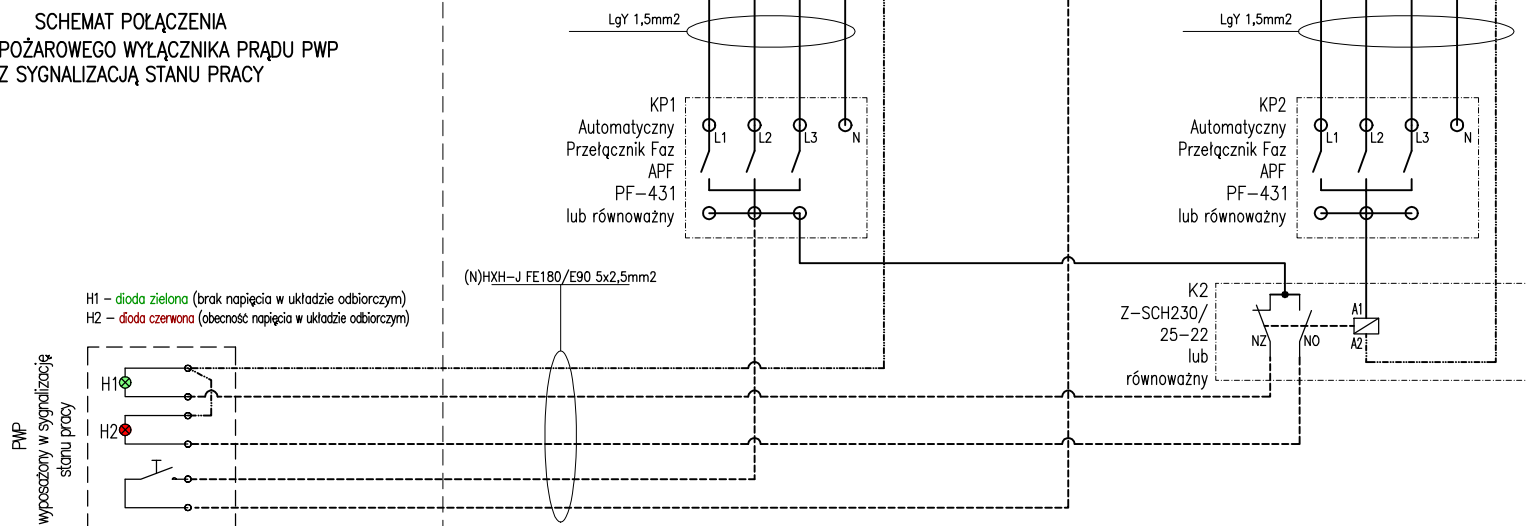 SCHEMAT POŁĄCZENIA
POŻAROWEGO WYŁĄCZNIKA PRĄDU PWP
Z SYGNALIZACJĄ STANU PRACY
LgY 1,5mm2
KP1
Automatyczny
Przełącznik Faz
APF
PF-431
lub równoważny
L1
L2
L3
N
LgY 1,5mm2
KP2
Automatyczny
Przełącznik Faz
APF
PF-431
lub równoważny
L1
L2
L3
N
(N)HXH-J FE180/E90 5x2,5mm2
H1 - dioda zielona (brak napięcia w układzie odbiorczym)
H2 - dioda czerwona (obecność napięcia w układzie odbiorczym)
K2
Z-SCH230/
25-22
lub
równoważny
NZ
NO
A1
A2
PWP
wyposażony w sygnalizację
stanu pracy
H1
H2